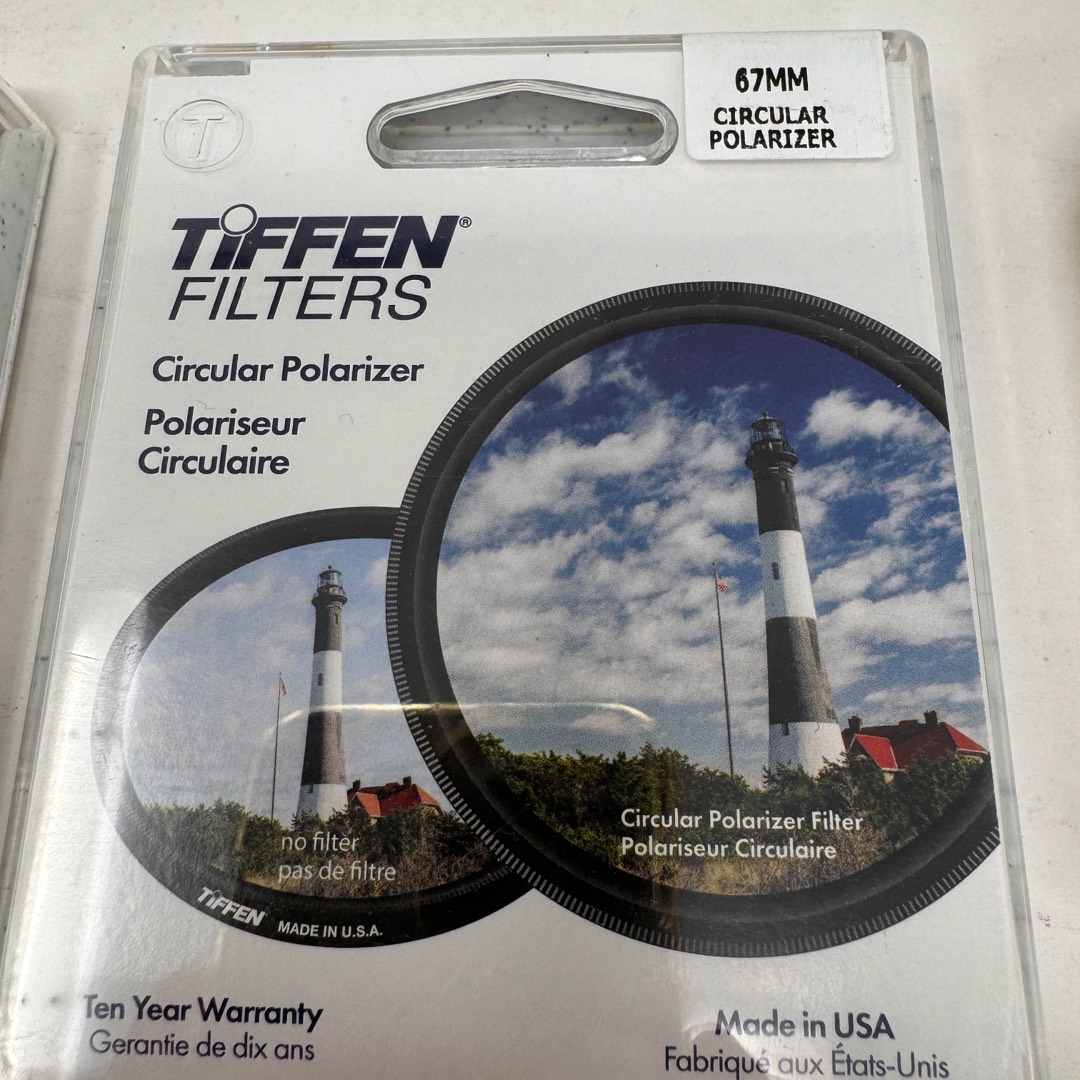 67MM
CIRCULAR
POLARIZER
T
TIFFEN®
FILTERS
Circular Polarizer
Polariseur
Circulaire
no filter
pas de filtre
Circular Polarizer Filter
Polariseur Circulaire
TIFFEN MADE IN U.S.A.
Ten Year Warranty
Gerantie de dix ans
Made in USA
Fabriqué aux États-Unis